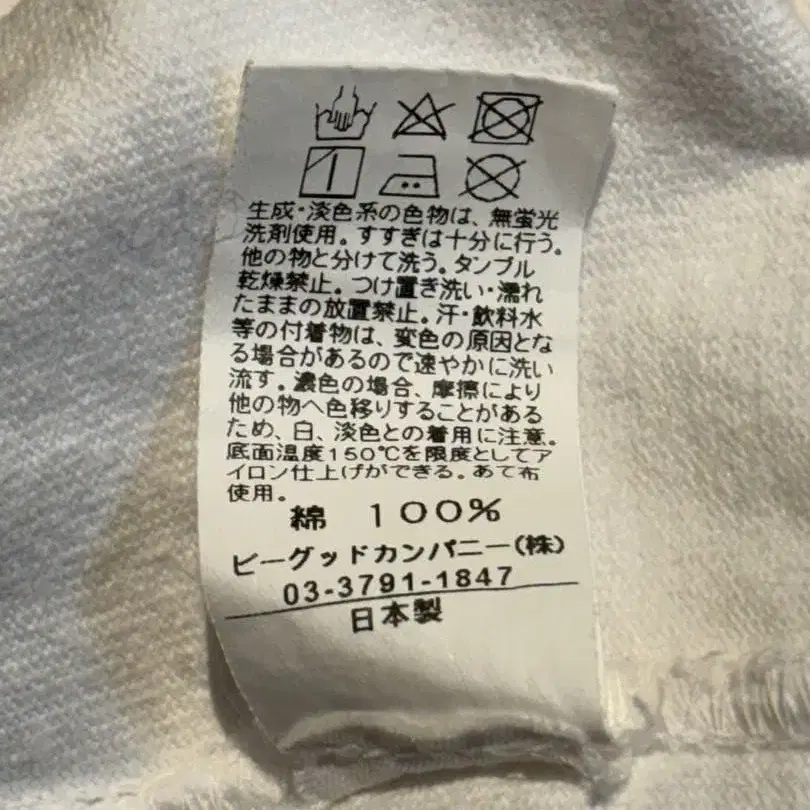 生成・淡色系の色物は、無蛍光
洗剤使用。すすぎは十分に行う。
他の物と分けて洗う。タンブル
乾燥禁止。つけ置き洗い・濡れ
たままの放置禁止。汗・飲料水
等の付着物は、変色の原因とな
る場合があるので速やかに洗い
流す。濃色の場合、摩擦により
他の物へ色移りすることがある
ため、白、淡色との着用に注意。
底面温度150℃を限度としてア
イロン仕上げができる。あて布
使用。
綿 100%
ビーグッドカンパニー(株)
03-3791-1847
日本製